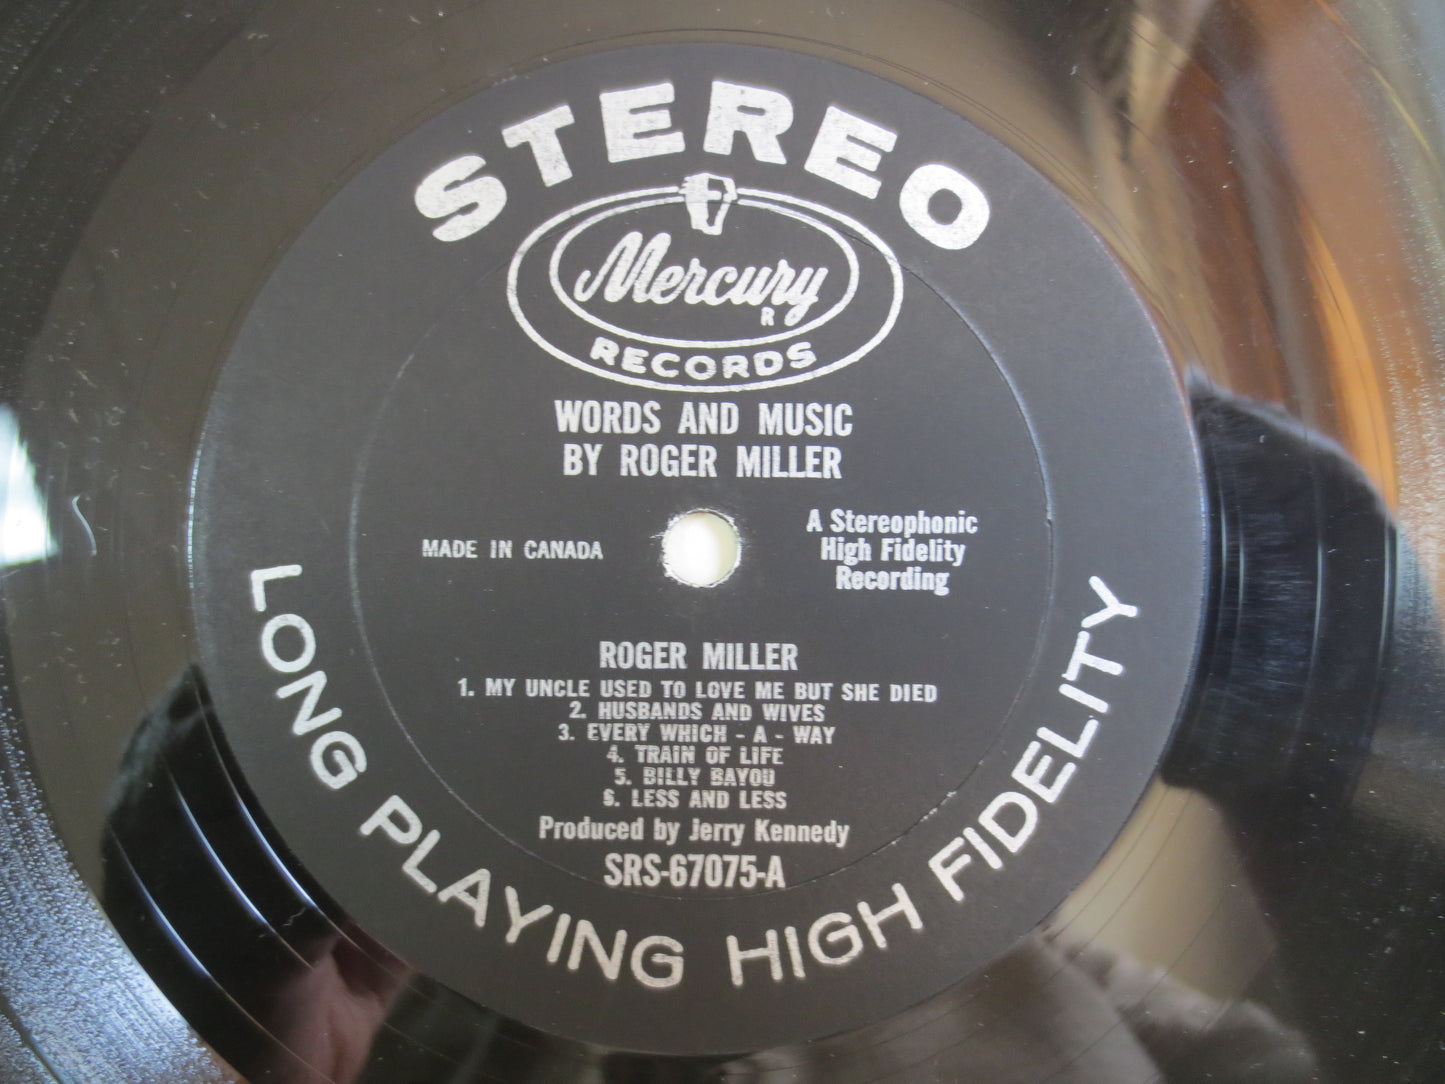 STEREO
Mercury
R
RECORDS
WORDS AND MUSIC
BY ROGER MILLER
MADE IN CANADA
A Stereophonic
High Fidelity
Recording
ROGER MILLER
1. MY UNCLE USED TO LOVE ME BUT SHE DIED
2. HUSBANDS AND WIVES
3. EVERY WHICH - A - WAY
4. TRAIN OF LIFE
5. BILLY BAYOU
6. LESS AND LESS
Produced by Jerry Kennedy
SRS-67075-A
LONG PLAYING HIGH FIDELITY